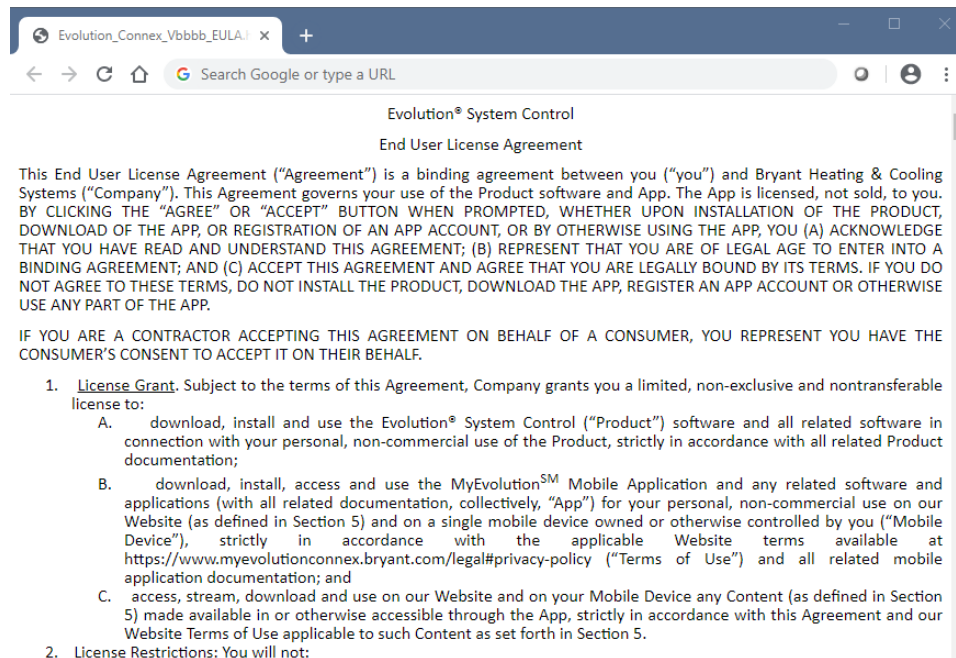 Evolution_Connex_Vbbbb_EULA.h
Search Google or type a URL
Evolution® System Control
End User License Agreement
This End User License Agreement (“Agreement”) is a binding agreement between you (“you”) and Bryant Heating & Cooling
Systems (“Company”). This Agreement governs your use of the Product software and App. The App is licensed, not sold, to you.
BY CLICKING THE “AGREE” OR “ACCEPT” BUTTON WHEN PROMPTED, WHETHER UPON INSTALLATION OF THE PRODUCT,
DOWNLOAD OF THE APP, OR REGISTRATION OF AN APP ACCOUNT, OR BY OTHERWISE USING THE APP, YOU (A) ACKNOWLEDGE
THAT YOU HAVE READ AND UNDERSTAND THIS AGREEMENT; (B) REPRESENT THAT YOU ARE OF LEGAL AGE TO ENTER INTO A
BINDING AGREEMENT; AND (C) ACCEPT THIS AGREEMENT AND AGREE THAT YOU ARE LEGALLY BOUND BY ITS TERMS. IF YOU DO
NOT AGREE TO THESE TERMS, DO NOT INSTALL THE PRODUCT, DOWNLOAD THE APP, REGISTER AN APP ACCOUNT OR OTHERWISE
USE ANY PART OF THE APP.
IF YOU ARE A CONTRACTOR ACCEPTING THIS AGREEMENT ON BEHALF OF A CONSUMER, YOU REPRESENT YOU HAVE THE
CONSUMER’S CONSENT TO ACCEPT IT ON THEIR BEHALF.
1. License Grant. Subject to the terms of this Agreement, Company grants you a limited, non-exclusive and nontransferable
license to:
A. download, install and use the Evolution® System Control (“Product”) software and all related software in
connection with your personal, non-commercial use of the Product, strictly in accordance with all related Product
documentation;
B. download, install, access and use the MyEvolution℠ Mobile Application and any related software and
applications (with all related documentation, collectively, “App”) for your personal, non-commercial use on our
Website (as defined in Section 5) and on a single mobile device owned or otherwise controlled by you (“Mobile
Device”), strictly in accordance with the applicable Website terms available at
https://www.myevolutionconnex.bryant.com/legal#privacy-policy (“Terms of Use”) and all related mobile
application documentation; and
C. access, stream, download and use on our Website and on your Mobile Device any Content (as defined in Section
5) made available in or otherwise accessible through the App, strictly in accordance with this Agreement and our
Website Terms of Use applicable to such Content as set forth in Section 5.
2. License Restrictions: You will not: